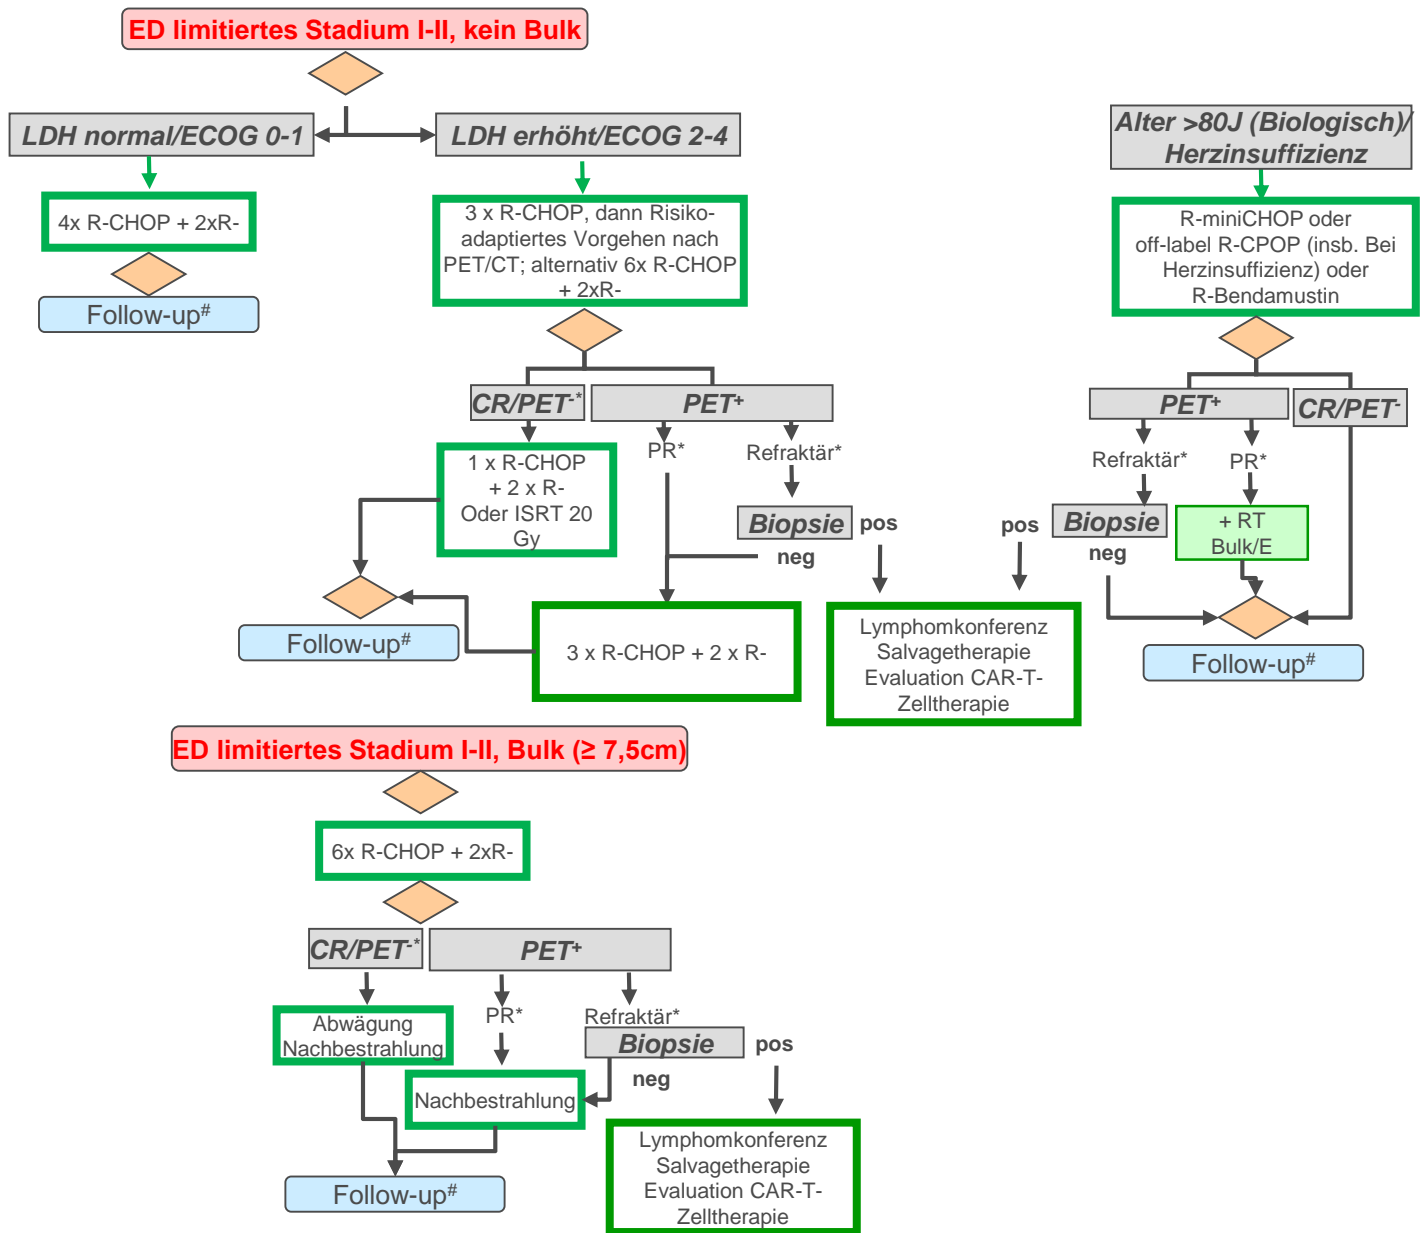 ED limitiertes Stadium I-II, kein Bulk
LDH normal/ECOG 0-1
LDH erhöht/ECOG 2-4
4x R-CHOP + 2xR-
Follow-up#
3 x R-CHOP, dann Risiko-
adaptiertes Vorgehen nach
PET/CT; alternativ 6x R-CHOP
+ 2xR-
CR/PET-*
PET+
PR*
Refraktär*
1 x R-CHOP
+ 2 x R-
Oder ISRT 20
Gy
Biopsie
pos
neg
Follow-up#
3 x R-CHOP + 2 x R-
Lymphomkonferenz
Salvagetherapie
Evaluation CAR-T-
Zelltherapie
Alter >80J (Biologisch)/
Herzinsuffizienz
R-miniCHOP oder
off-label R-CPOP (insb. Bei
Herzinsuffizienz) oder
R-Bendamustin
PET+
CR/PET-
Refraktär*
PR*
pos
Biopsie
neg
+ RT
Bulk/E
Follow-up#
ED limitiertes Stadium I-II, Bulk (≥ 7,5cm)
6x R-CHOP + 2xR-
CR/PET-*
PET+
PR*
Refraktär*
Abwägung
Nachbestrahlung
Biopsie
pos
neg
Nachbestrahlung
Follow-up#
Lymphomkonferenz
Salvagetherapie
Evaluation CAR-T-
Zelltherapie